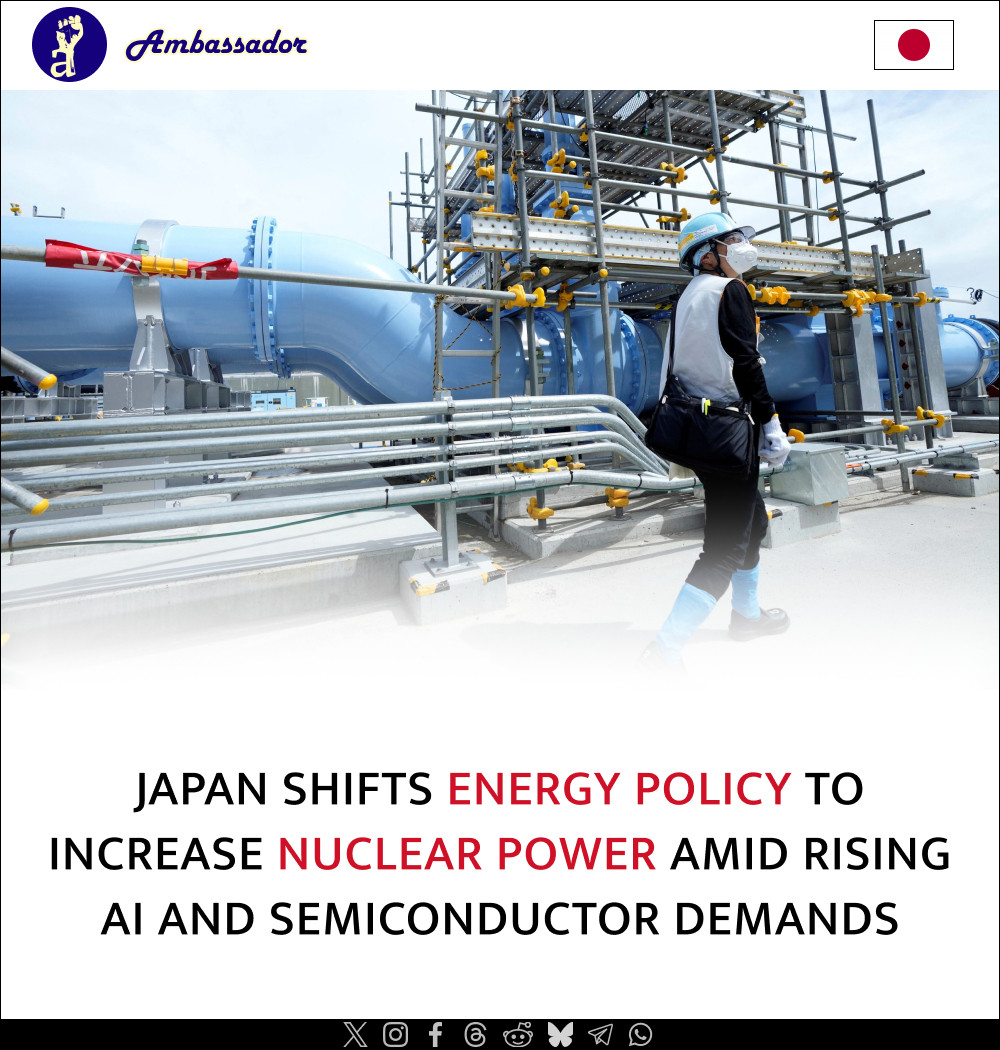 a
Ambassador
JAPAN SHIFTS ENERGY POLICY TO
INCREASE NUCLEAR POWER AMID RISING
AI AND SEMICONDUCTOR DEMANDS